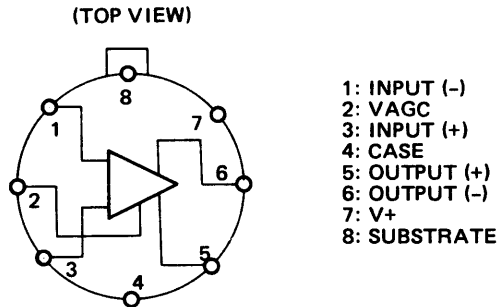 (TOP VIEW)
8
1
7
2
6
3
5
4
1: INPUT (-)
2: VAGC
3: INPUT (+)
4: CASE
5: OUTPUT (+)
6: OUTPUT (-)
7: V+
8: SUBSTRATE